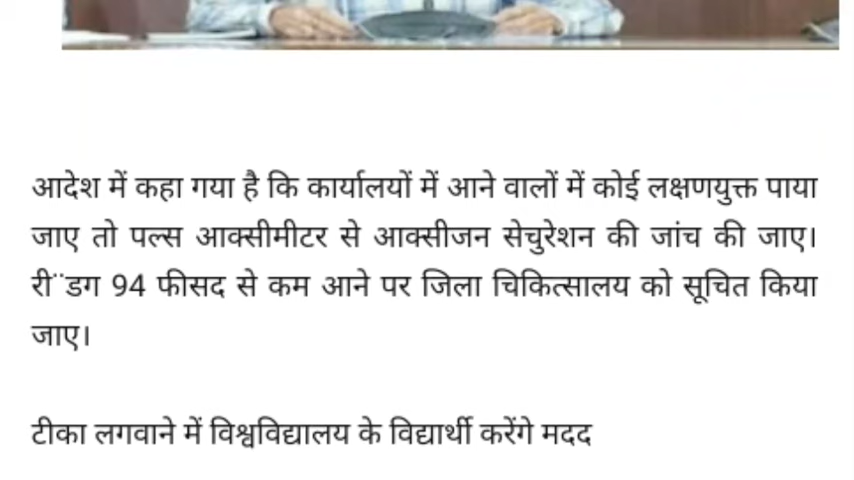 आदेश में कहा गया है कि कार्यालयों में आने वालों में कोई लक्षणयुक्त पाया
जाए तो पल्स आक्सीमीटर से आक्सीजन सेचुरेशन की जांच की जाए।
री¨डग 94 फीसद से कम आने पर जिला चिकित्सालय को सूचित किया
जाए।
टीका लगवाने में विश्वविद्यालय के विद्यार्थी करेंगे मदद